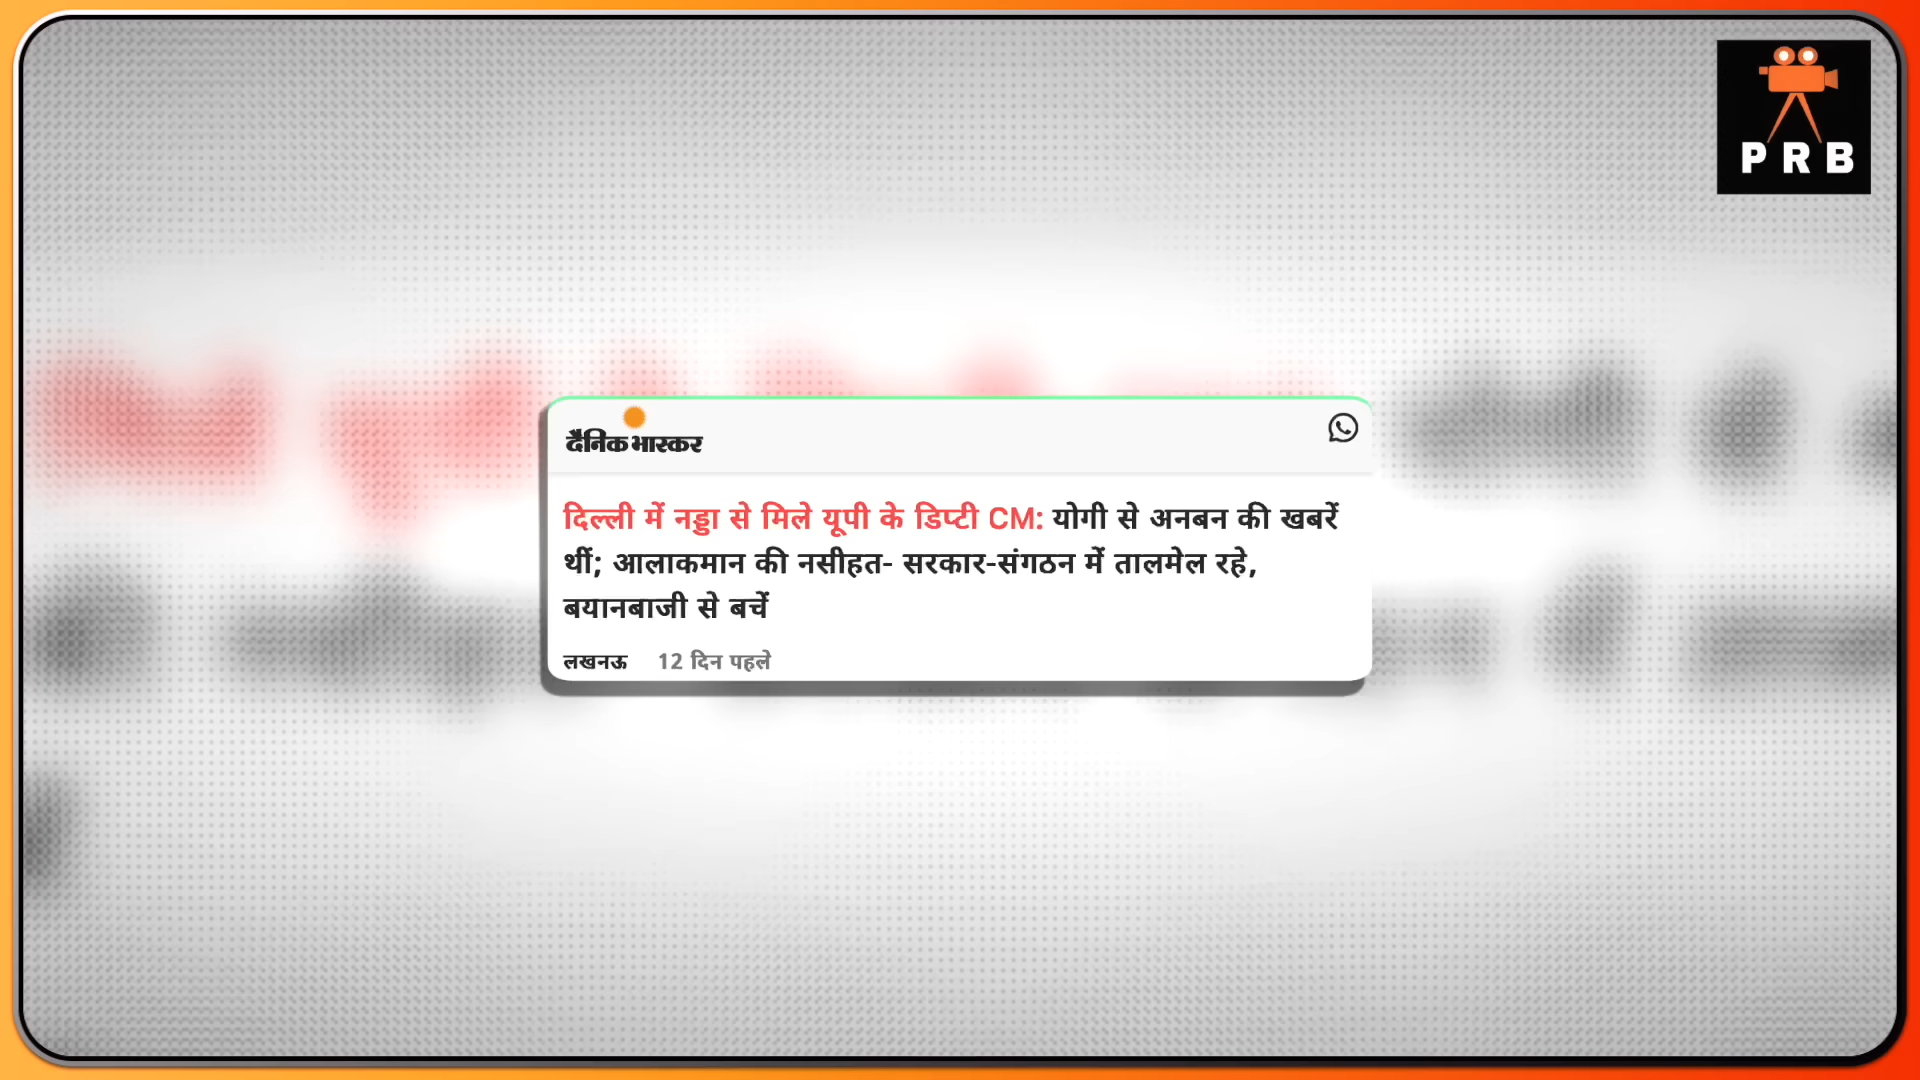 PRB
दैनिक भास्कर
दिल्ली में नड्डा से मिले यूपी के डिप्टी CM: योगी से अनबन की खबरें
थीं; आलाकमान की नसीहत- सरकार-संगठन में तालमेल रहे,
बयानबाजी से बचें
लखनऊ 12 दिन पहले